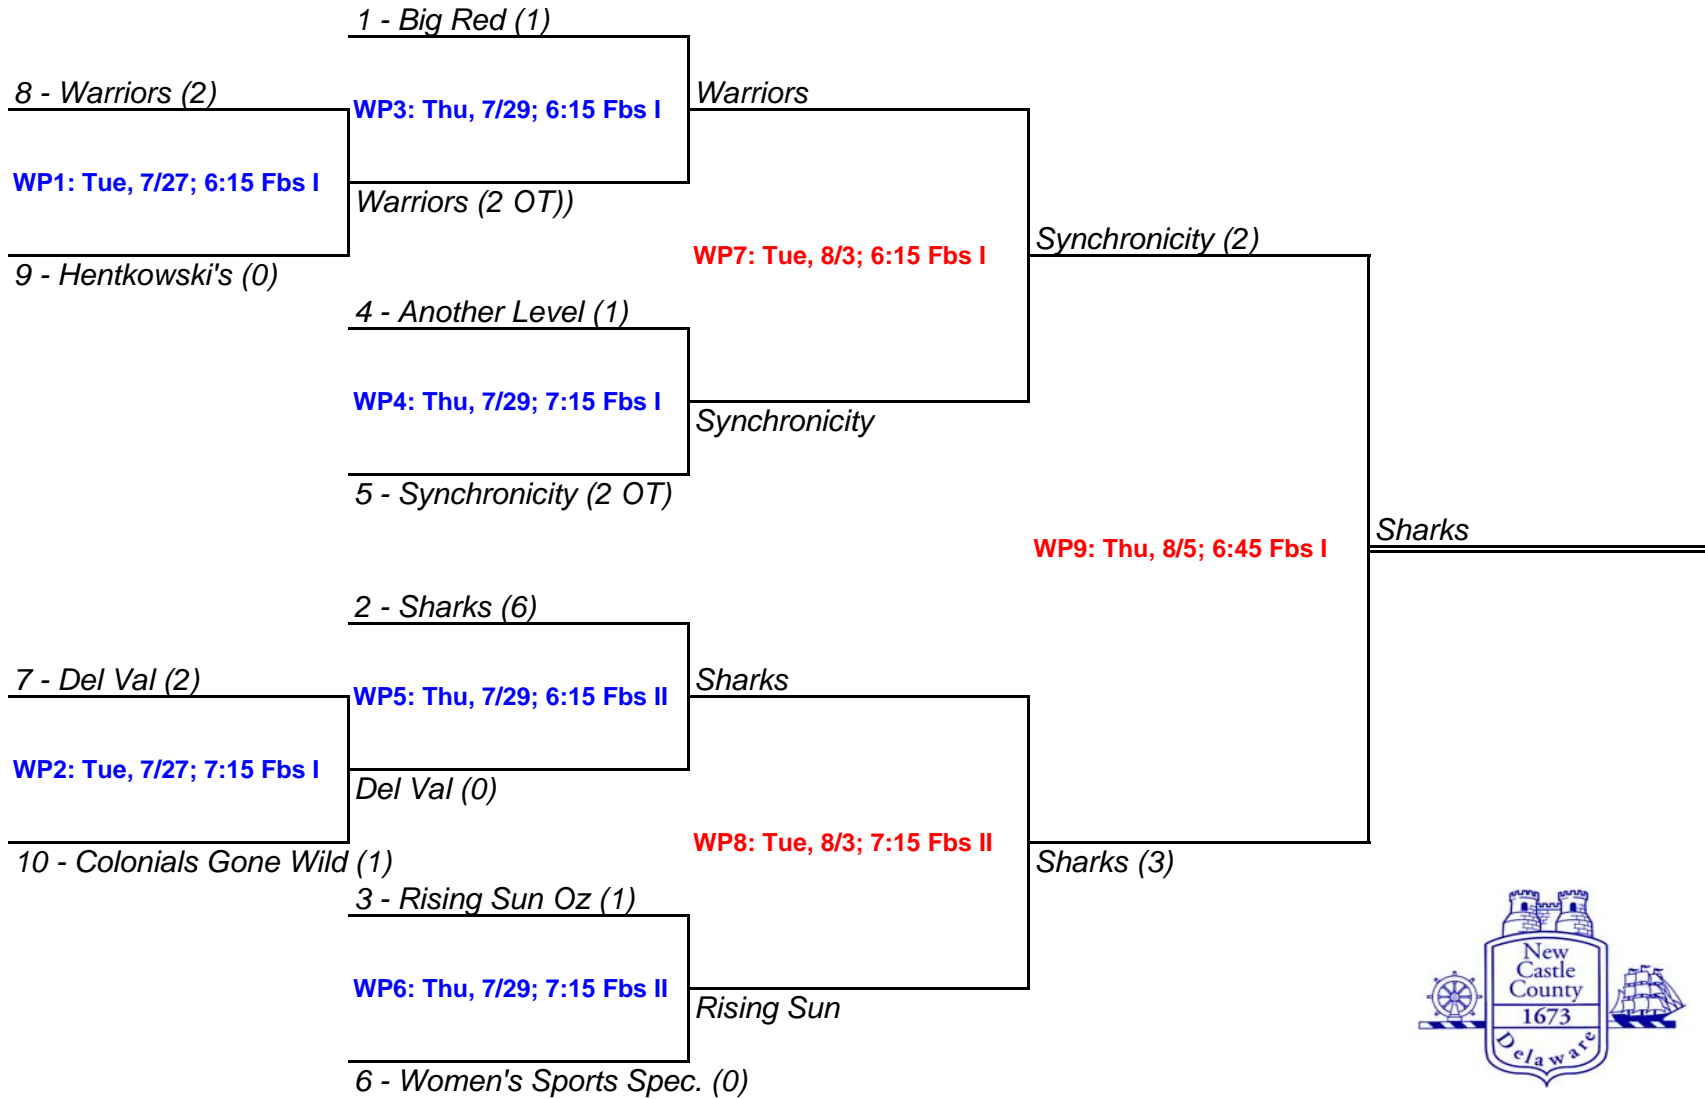 1 - Big Red (1)
8 - Warriors (2)
WP3: Thu, 7/29; 6:15 Fbs I
Warriors
WP1: Tue, 7/27; 6:15 Fbs I
Warriors (2 OT))
9 - Hentkowski's (0)
WP7: Tue, 8/3; 6:15 Fbs I
Synchronicity (2)
4 - Another Level (1)
WP4: Thu, 7/29; 7:15 Fbs I
Synchronicity
5 - Synchronicity (2 OT)
WP9: Thu, 8/5; 6:45 Fbs I
Sharks
2 - Sharks (6)
7 - Del Val (2)
WP5: Thu, 7/29; 6:15 Fbs II
Sharks
WP2: Tue, 7/27; 7:15 Fbs I
Del Val (0)
10 - Colonials Gone Wild (1)
WP8: Tue, 8/3; 7:15 Fbs II
Sharks (3)
3 - Rising Sun Oz (1)
WP6: Thu, 7/29; 7:15 Fbs II
Rising Sun
6 - Women's Sports Spec. (0)
New
Castle
County
1673
Delaware